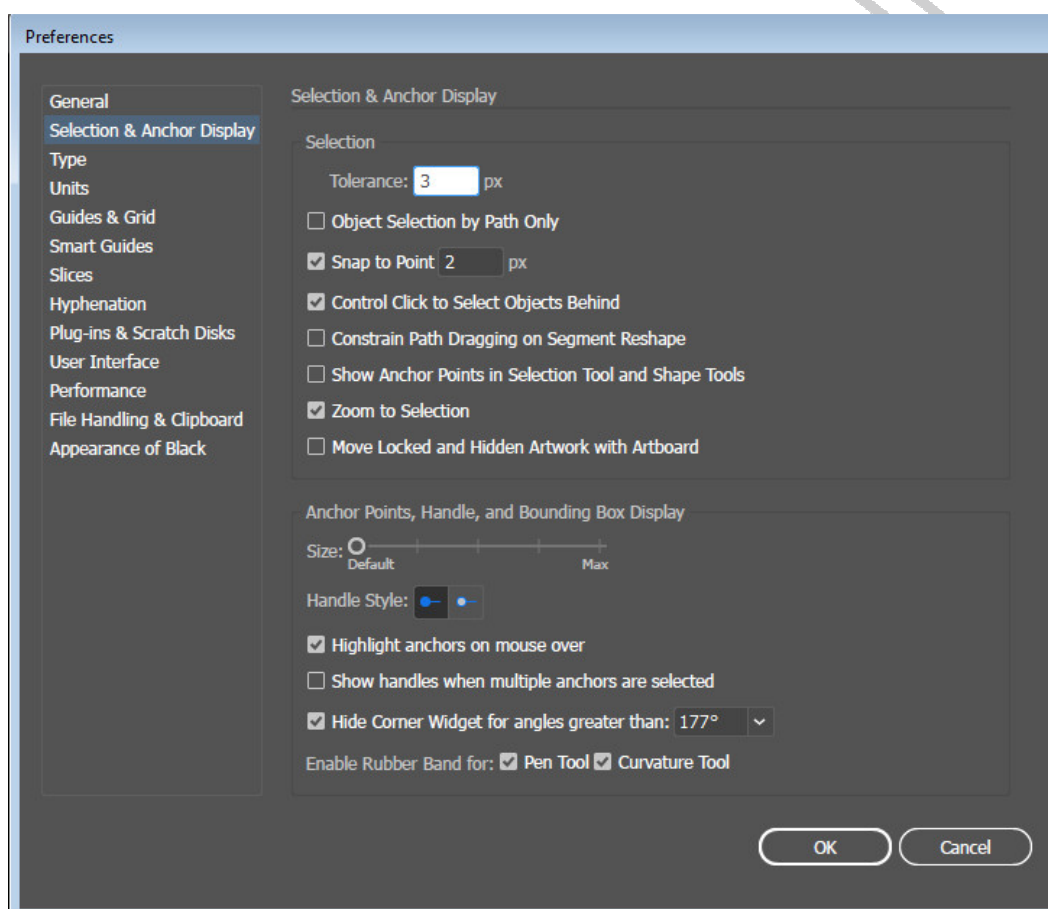 Preferences
General
Selection & Anchor Display
Type
Units
Guides & Grid
Smart Guides
Slices
Hyphenation
Plug-ins & Scratch Disks
User Interface
Performance
File Handling & Clipboard
Appearance of Black
Selection & Anchor Display
Selection
Tolerance: 3 px
Object Selection by Path Only
Snap to Point 2 px
Control Click to Select Objects Behind
Constrain Path Dragging on Segment Reshape
Show Anchor Points in Selection Tool and Shape Tools
Zoom to Selection
Move Locked and Hidden Artwork with Artboard
Anchor Points, Handle, and Bounding Box Display
Size:
Default Max
Handle Style:
Highlight anchors on mouse over
Show handles when multiple anchors are selected
Hide Corner Widget for angles greater than: 177°
Enable Rubber Band for: Pen Tool Curvature Tool
OK Cancel